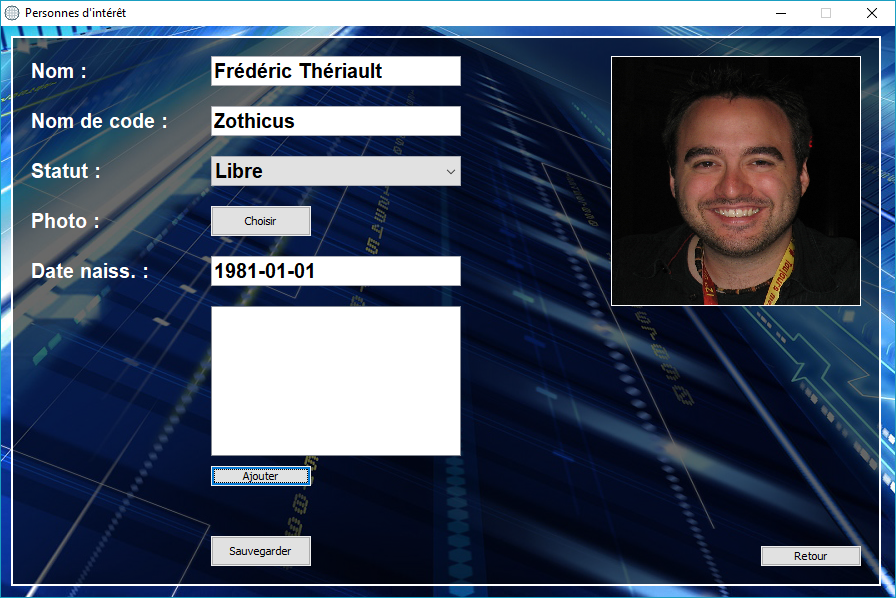 Personnes d'intérêt
Nom :
Frédéric Thériault
Nom de code :
Zothicus
Statut :
Libre
Photo :
Choisir
Date naiss. :
1981-01-01
Ajouter
Sauvegarder
Retour